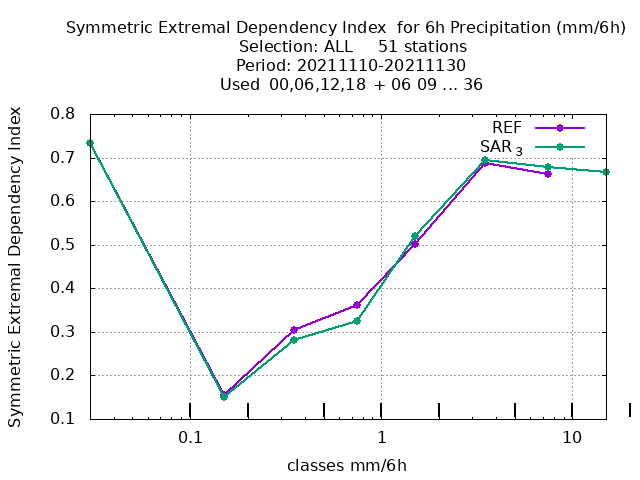 Symmetric Extremal Dependency Index  for 6h Precipitation (mm/6h)
Selection: ALL     51 stations
Period: 20211110-20211130
Used  00,06,12,18  + 06 09 ... 36
Symmetric Extremal Dependency Index
0.8
0.7
0.6
0.5
0.4
0.3
0.2
0.1
REF
SAR 3
0.1
1
10
classes mm/6h